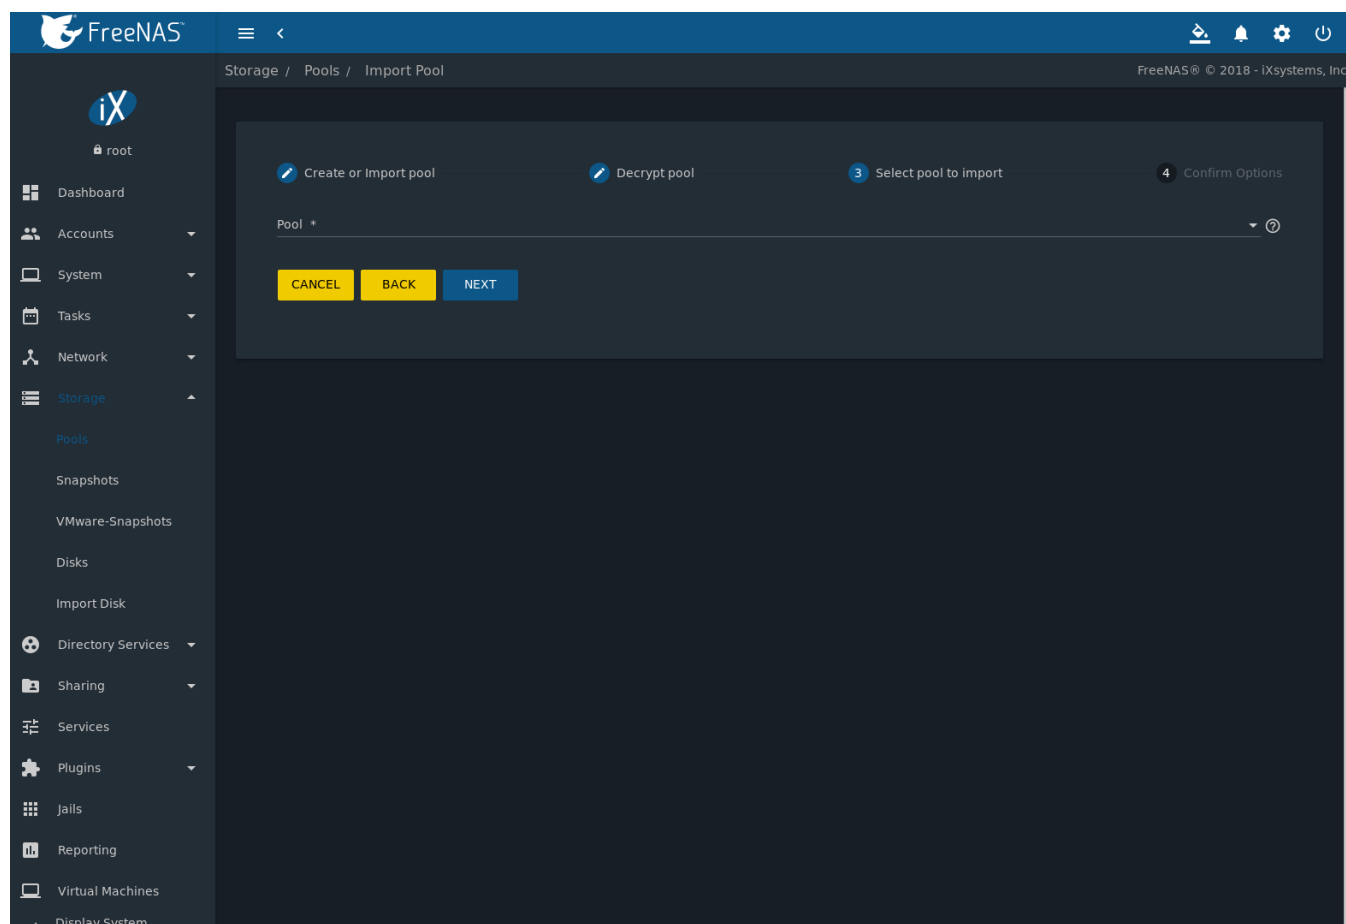 FreeNAS™
Storage / Pools / Import Pool
FreeNAS® © 2018 - iXsystems, Inc
iX
root
Dashboard
Accounts
System
Tasks
Network
Storage
Pools
Snapshots
VMware-Snapshots
Disks
Import Disk
Directory Services
Sharing
Services
Plugins
Jails
Reporting
Virtual Machines
Display System
Create or Import pool
Decrypt pool
3 Select pool to import
4 Confirm Options
Pool *
CANCEL BACK NEXT